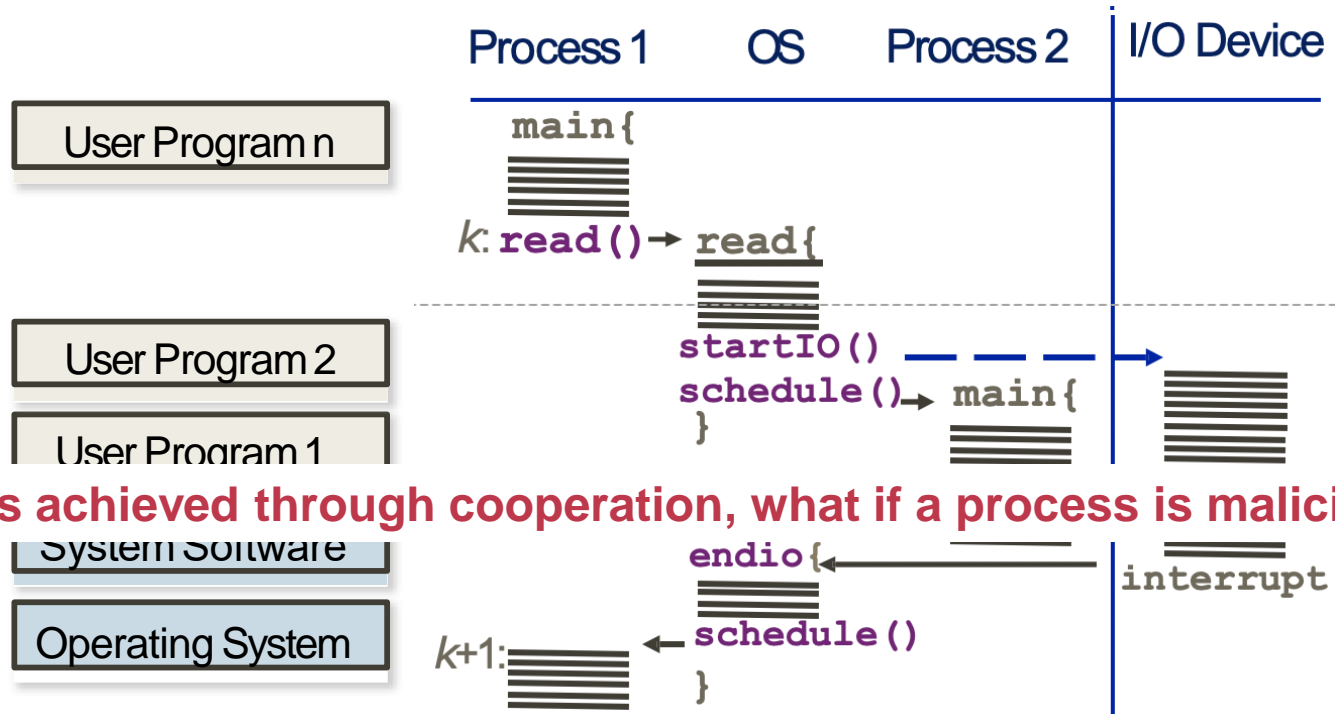 Process 1 OS Process 2 I/O Device
User Program n
main{
k: read() read{
User Program 2
startIO()
schedule() main{
}
User Program 1
s achieved through cooperation, what if a process is malici
System Software
endio{
interrupt
Operating System
schedule()
k+1:
}